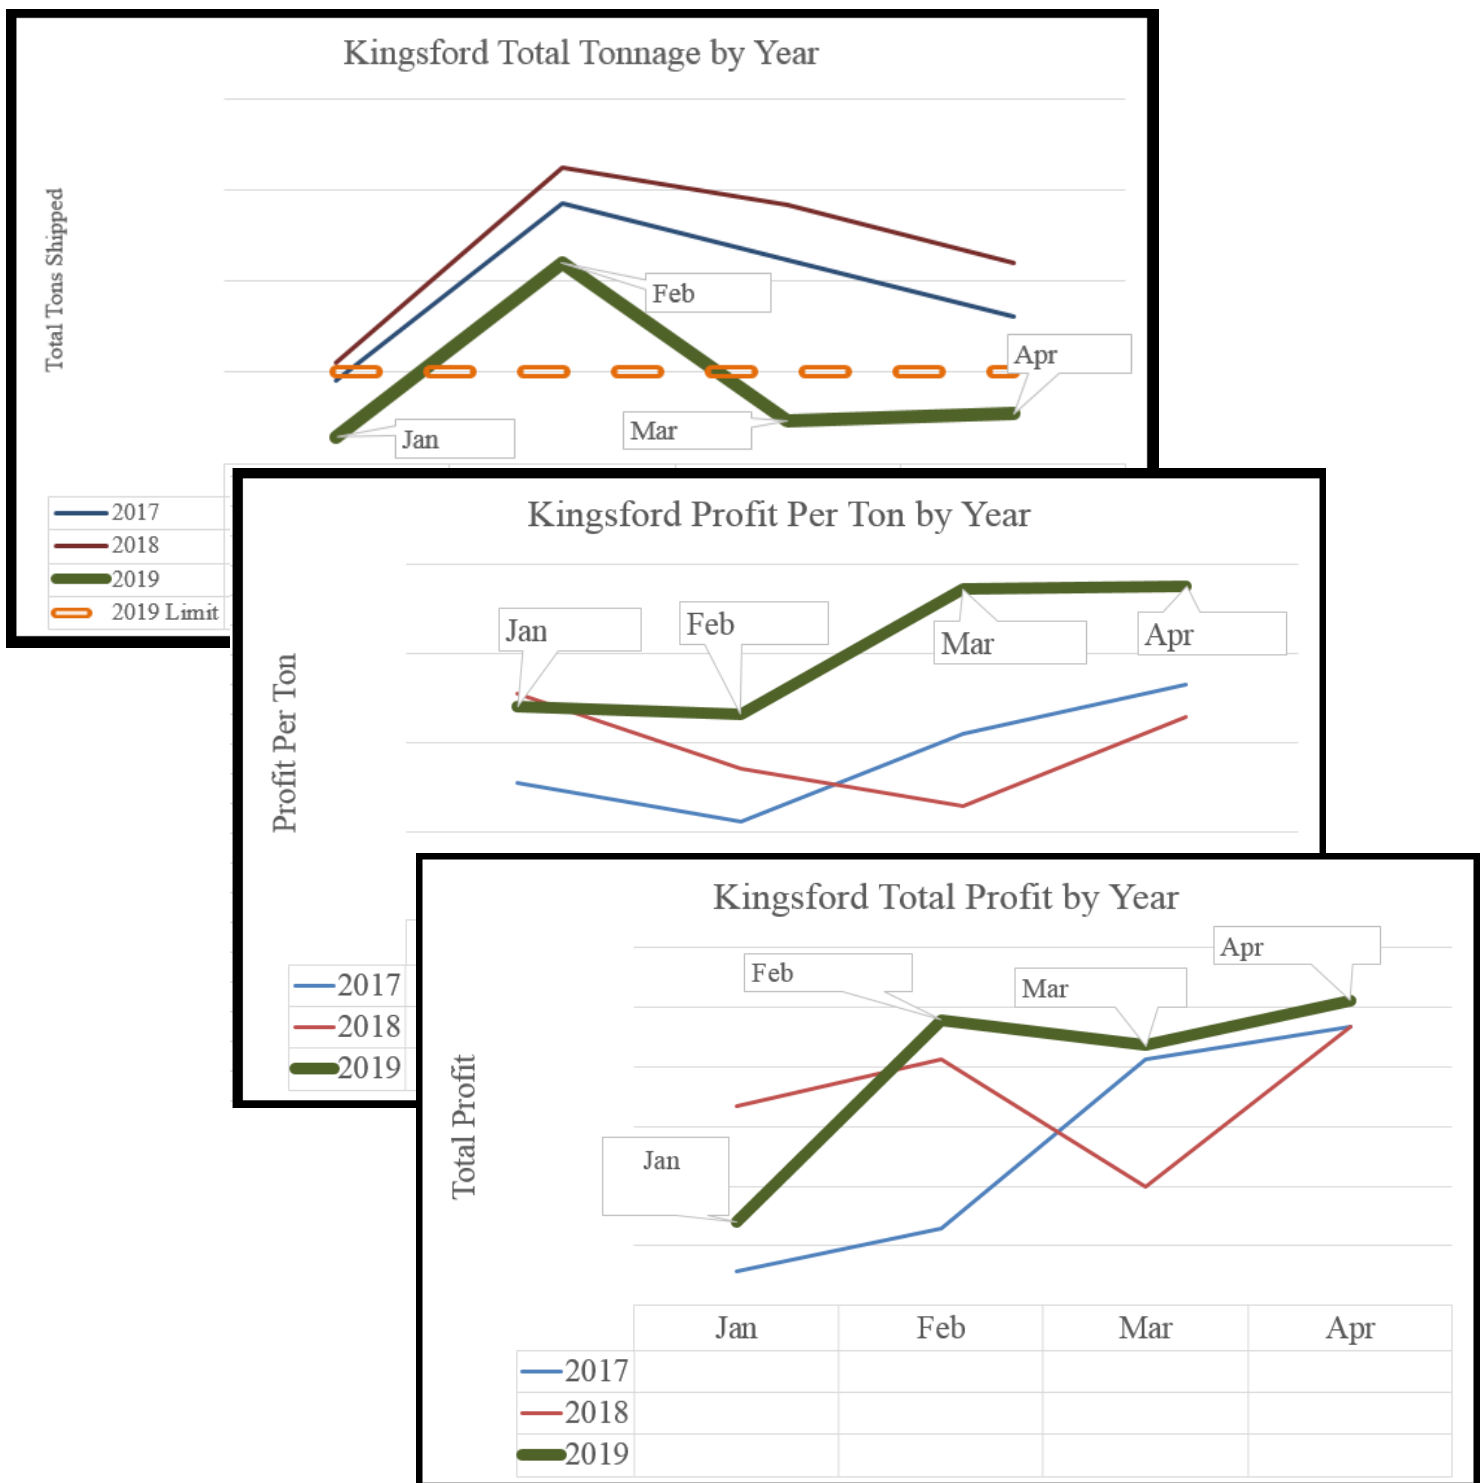 Kingsford Total Tonnage by Year
Total Tons Shipped
Feb
Apr
Jan
Mar
2017
2018
2019
2019 Limit
Kingsford Profit Per Ton by Year
Profit Per Ton
Jan
Feb
Mar
Apr
2017
2018
2019
Kingsford Total Profit by Year
Total Profit
Feb
Mar
Apr
Jan
Jan Feb Mar Apr
2017
2018
2019